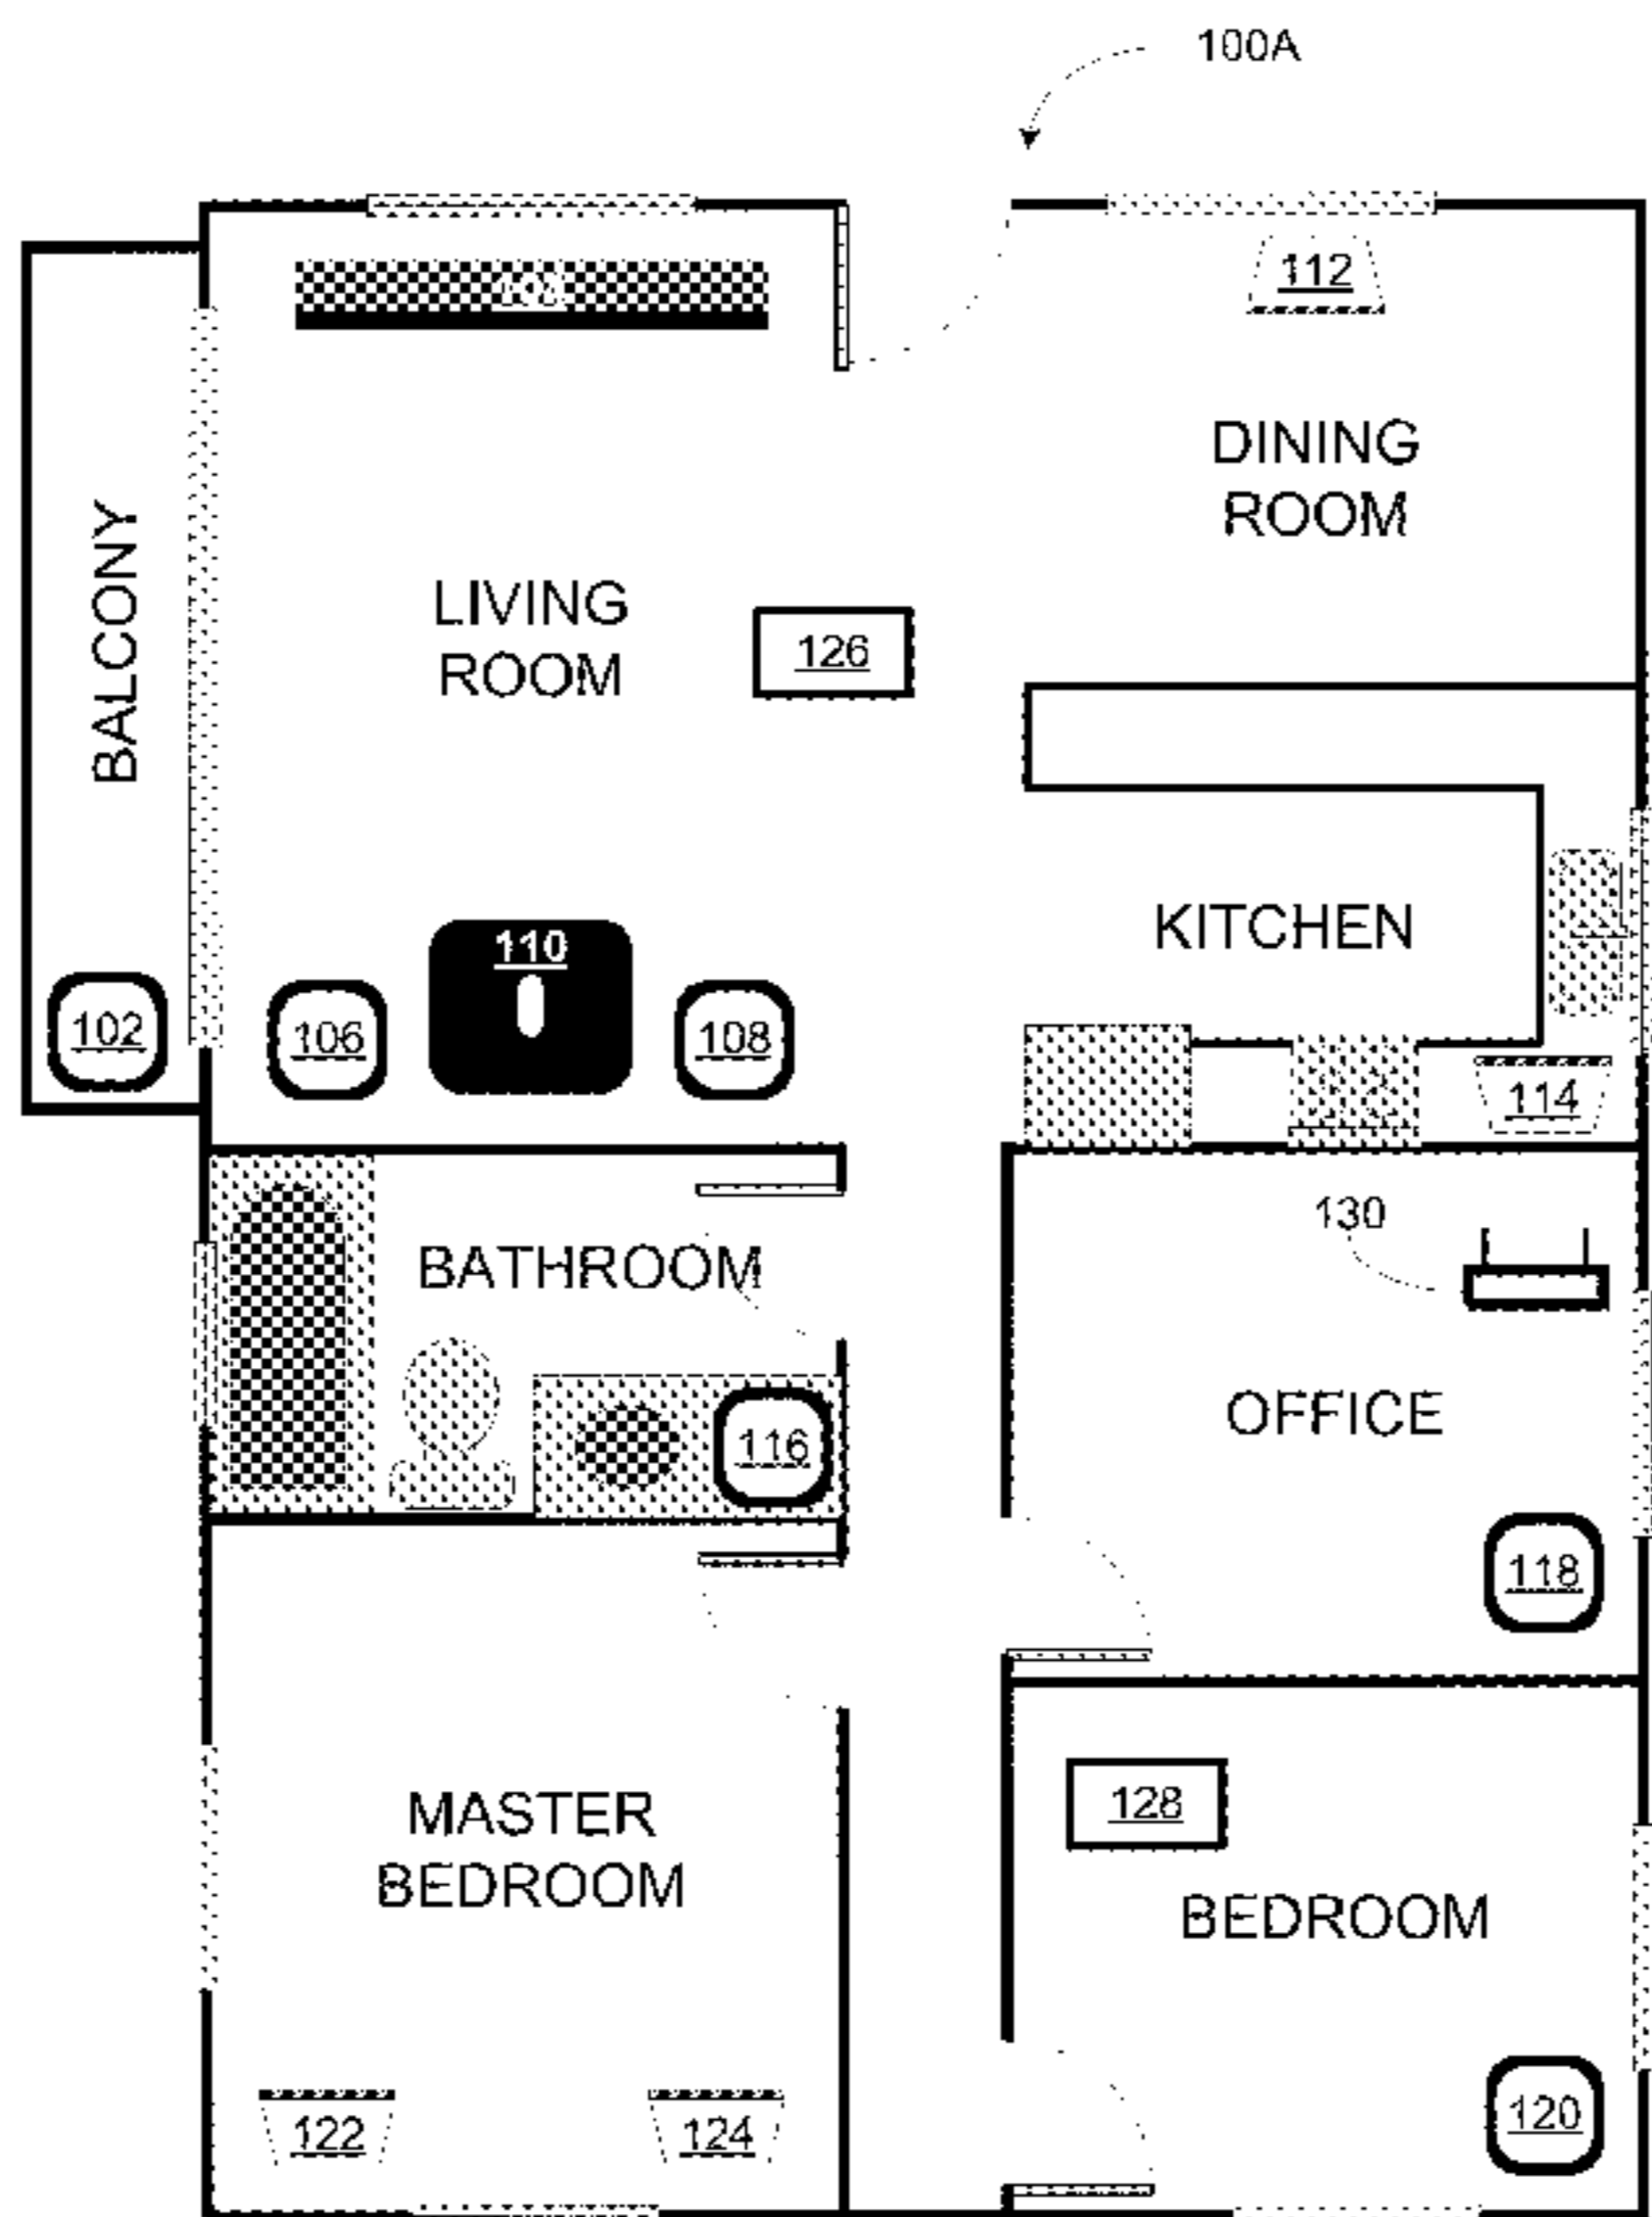 100A
112
DINING
ROOM
BALCONY
LIVING
ROOM
126
KITCHEN
110
102
106
108
114
130
BATHROOM
OFFICE
116
118
128
MASTER
BEDROOM
BEDROOM
122
124
120